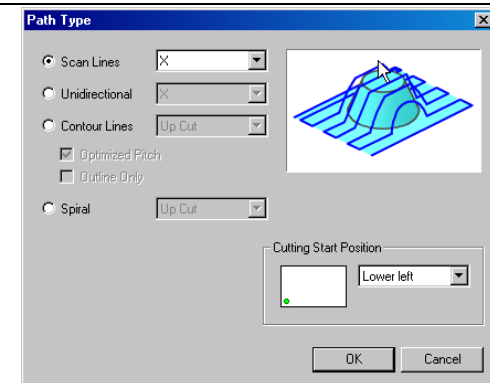 Path Type
Scan Lines X
Unidirectional X
Contour Lines Up Cut
Optimized Pitch
Outline Only
Spiral Up Cut
Cutting Start Position
Lower left
OK Cancel